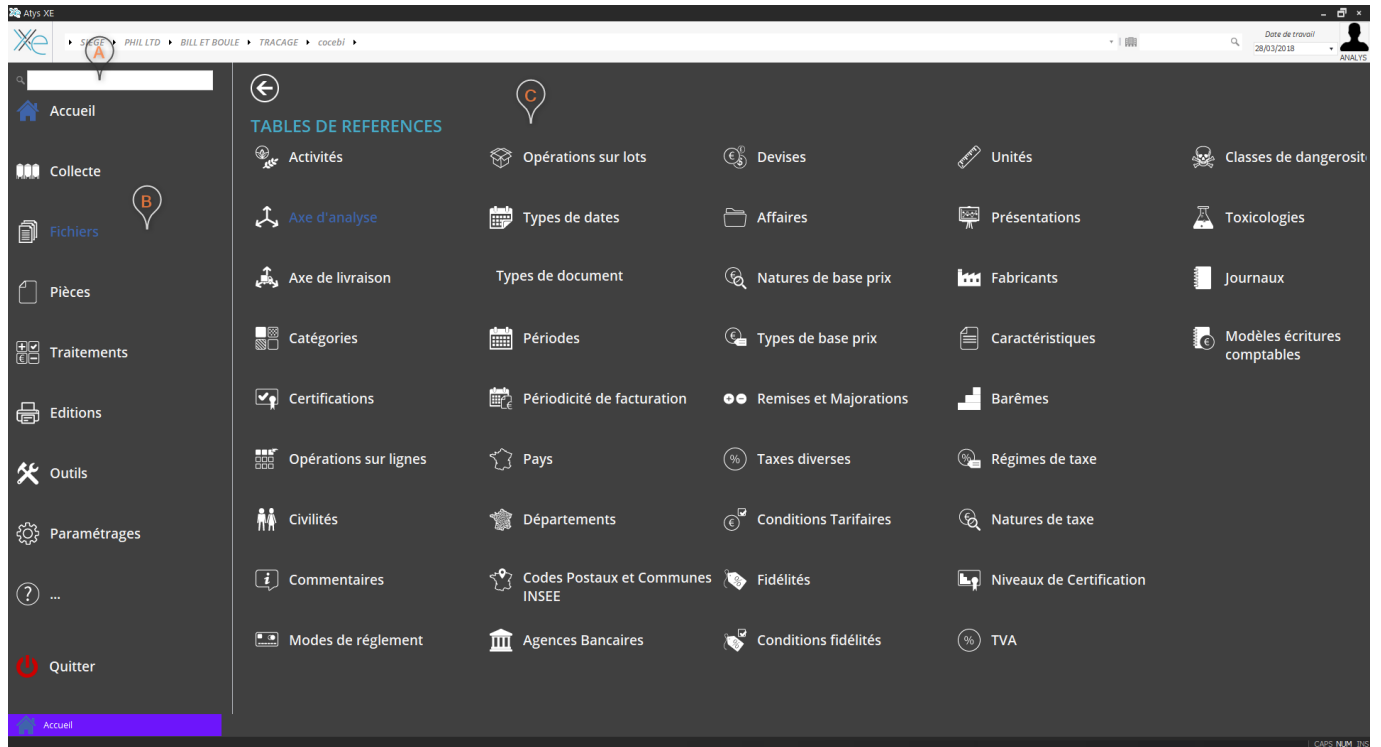 Atys XE
Xe
SIEGE PHIL LTD BILL ET BOULE TRACAGE cocebi
Date de travail
28/03/2018
ANALYS
A
B
C
Accueil
Collecte
Fichiers
Pièces
Traitements
Editions
Outils
Paramétrages
? ...
Quitter
Accueil
TABLES DE REFERENCES
Activités
Opérations sur lots
Devises
Unités
Classes de dangerosit
Axe d'analyse
Types de dates
Affaires
Présentations
Toxicologies
Axe de livraison
Types de document
Natures de base prix
Fabricants
Journaux
Catégories
Périodes
Types de base prix
Caractéristiques
Modèles écritures
comptables
Certifications
Périodicité de facturation
Remises et Majorations
Barêmes
Opérations sur lignes
Pays
Taxes diverses
Régimes de taxe
Civilités
Départements
Conditions Tarifaires
Natures de taxe
Commentaires
Codes Postaux et Communes
INSEE
Fidélités
Niveaux de Certification
Modes de réglement
Agences Bancaires
Conditions fidélités
TVA
CAPS NUM INS